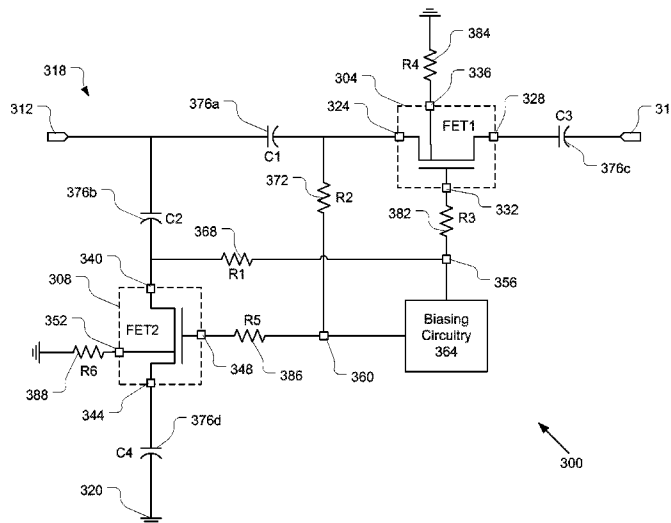 384
R4
318
304
336
376a
328
312
324
FET1
C3
31
C1
372
R2
376c
332
376b
382
R3
C2
368
340
R1
356
308
352
FET2
R5
Biasing
Circuitry
364
R6
348
386
360
388
344
376d
C4
320
300